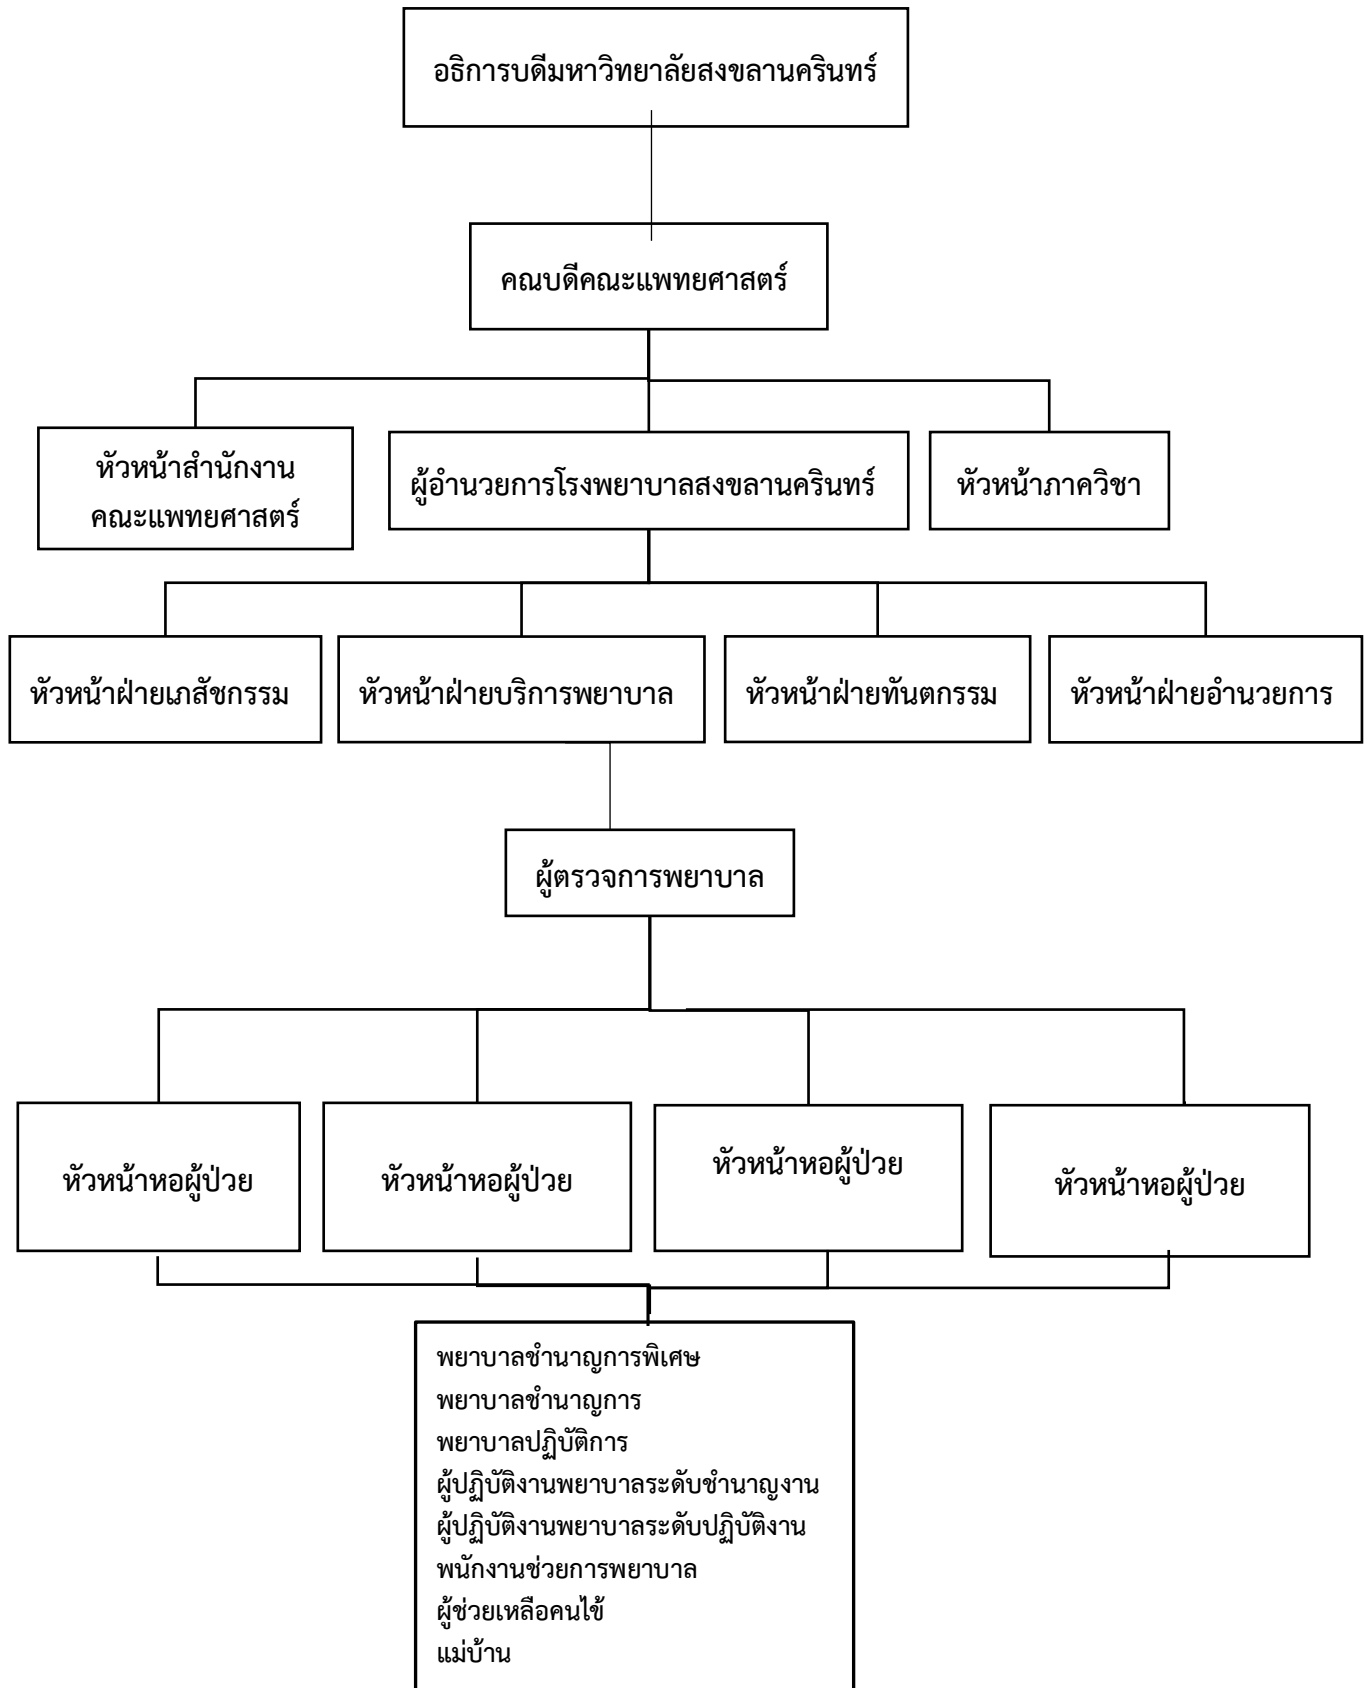 อธิการบดีมหาวิทยาลัยสงขลานครินทร์
คณบดีคณะแพทยศาสตร์
หัวหน้าสำนักงาน
คณะแพทยศาสตร์
ผู้อำนวยการโรงพยาบาลสงขลานครินทร์
หัวหน้าภาควิชา
หัวหน้าฝ่ายเภสัชกรรม
หัวหน้าฝ่ายบริการพยาบาล
หัวหน้าฝ่ายทันตกรรม
หัวหน้าฝ่ายอำนวยการ
ผู้ตรวจการพยาบาล
หัวหน้าหอผู้ป่วย
หัวหน้าหอผู้ป่วย
หัวหน้าหอผู้ป่วย
หัวหน้าหอผู้ป่วย
พยาบาลชำนาญการพิเศษ
พยาบาลชำนาญการ
พยาบาลปฏิบัติการ
ผู้ปฏิบัติงานพยาบาลระดับชำนาญงาน
ผู้ปฏิบัติงานพยาบาลระดับปฏิบัติงาน
พนักงานช่วยการพยาบาล
ผู้ช่วยเหลือคนไข้
แม่บ้าน